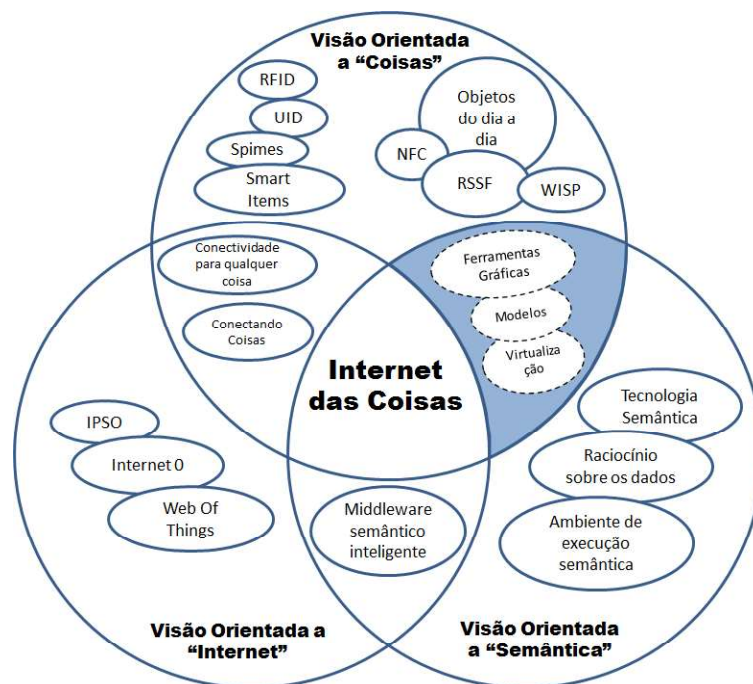 Visão Orientada
a “Coisas”
RFID
UID
Spimes
Smart
Items
Objetos
do dia a
dia
NFC
RSSF
WISP
Conectividade
para qualquer
coisa
Conectando
Coisas
Ferramentas
Gráficas
Modelos
Virtualiza
ção
Internet
das Coisas
IPSO
Internet 0
Web Of
Things
Middleware
semântico
inteligente
Tecnologia
Semântica
Raciocínio
sobre os dados
Ambiente de
execução
semântica
Visão Orientada a
“Internet”
Visão Orientada
a “Semântica”